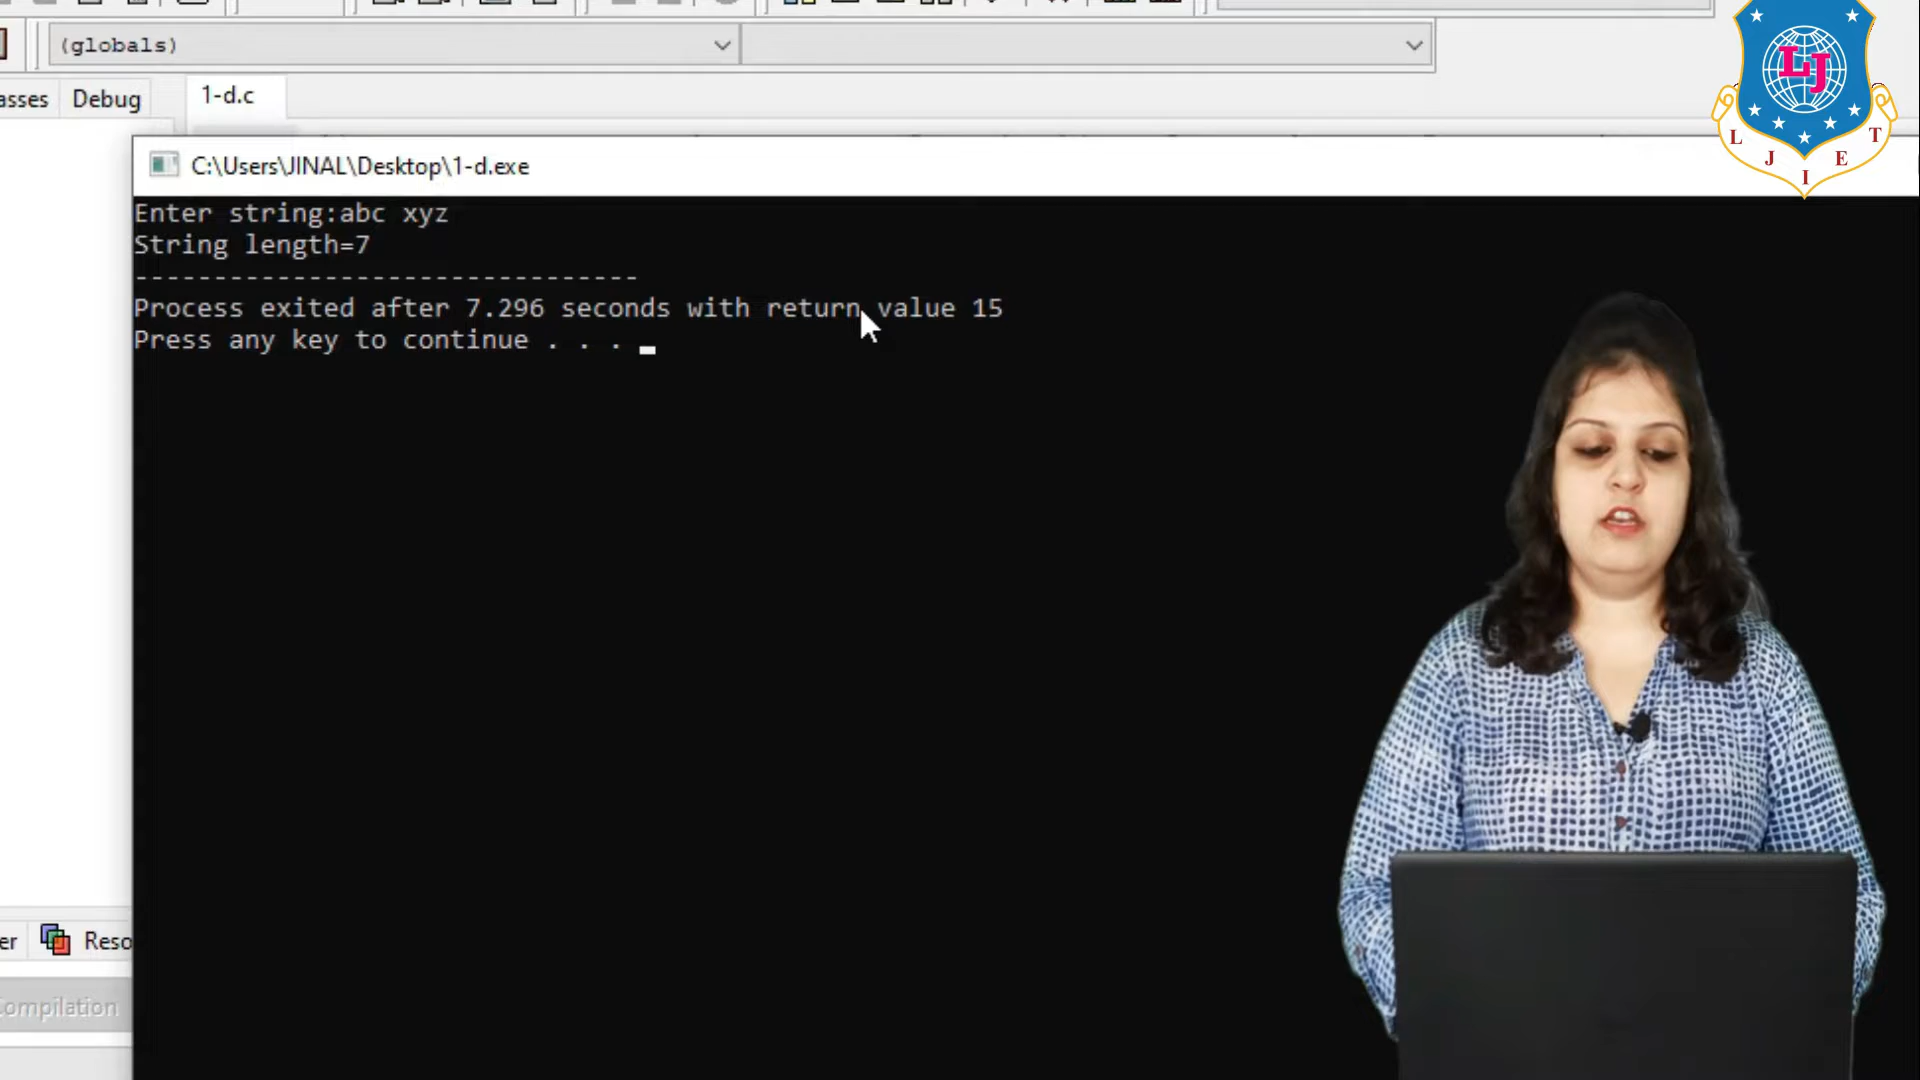 (globals)
asses Debug 1-d.c
C:\Users\JINAL\Desktop\1-d.exe
L J I E T
LJ
Enter string:abc xyz
String length=7
--------------------------------
Process exited after 7.296 seconds with return value 15
Press any key to continue . . .
er Reso
Compilation